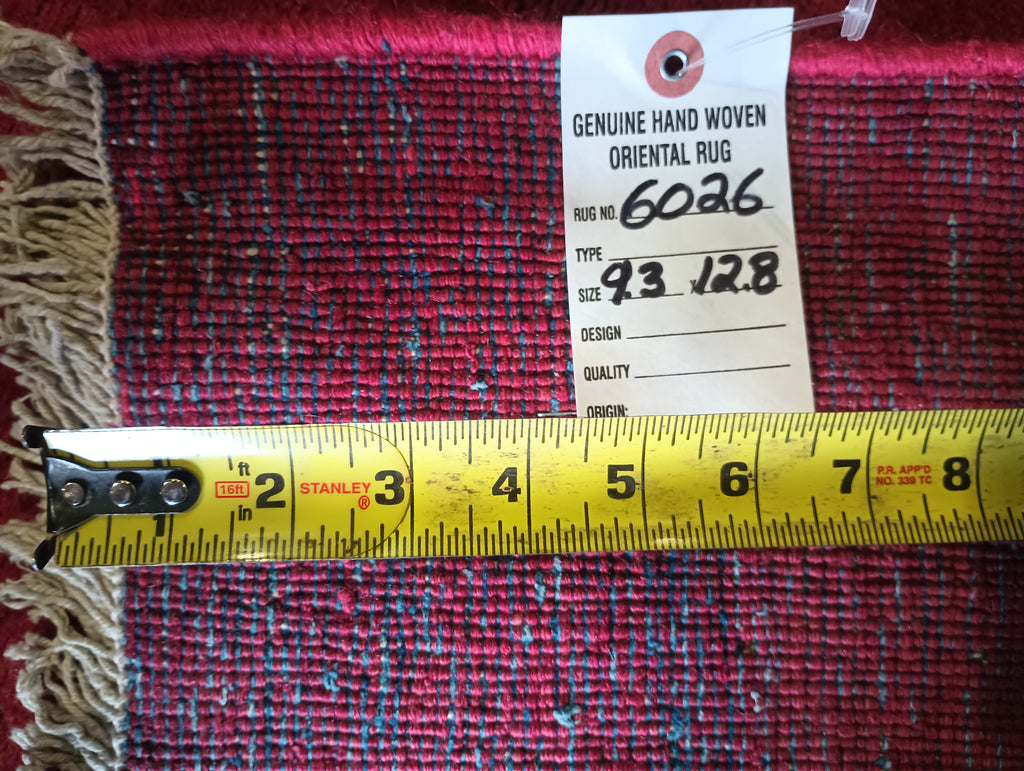 GENUINE HAND WOVEN
ORIENTAL RUG
RUG NO. 6026
TYPE
SIZE 9.3 x 12.8
DESIGN
QUALITY
ORIGIN:
ft
16ft
in
STANLEY®
1 2 3 4 5 6 7 8
P.R. APP'D
NO. 339 TC